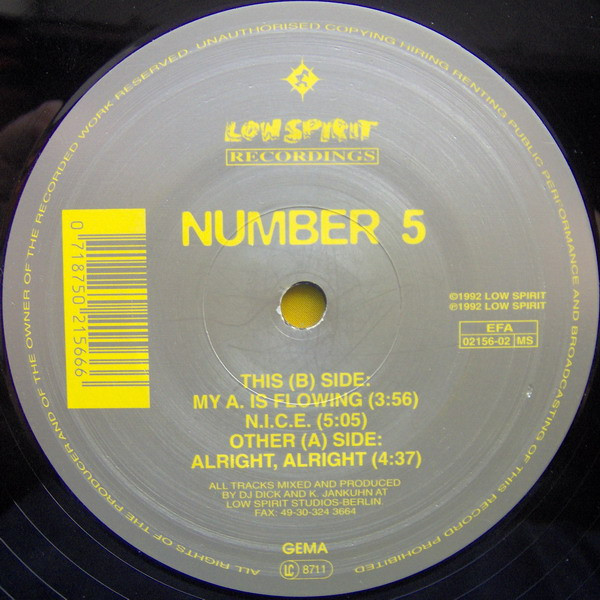 ALL RIGHTS OF THE PRODUCER AND OF THE OWNER OF THE RECORDED WORK RESERVED. UNAUTHORISED COPYING HIRING RENTING PUBLIC PERFORMANCE AND BROADCASTING OF THIS RECORD PROHIBITED
LOW SPIRIT
RECORDINGS
NUMBER 5
0 718750 215666
©1992 LOW SPIRIT
℗1992 LOW SPIRIT
EFA
02156-02 MS
THIS (B) SIDE:
MY A. IS FLOWING (3:56)
N.I.C.E. (5:05)
OTHER (A) SIDE:
ALRIGHT, ALRIGHT (4:37)
ALL TRACKS MIXED AND PRODUCED
BY DJ DICK AND K. JANKUHN AT
LOW SPIRIT STUDIOS-BERLIN.
FAX: 49-30-324 3664
GEMA
LC 8711